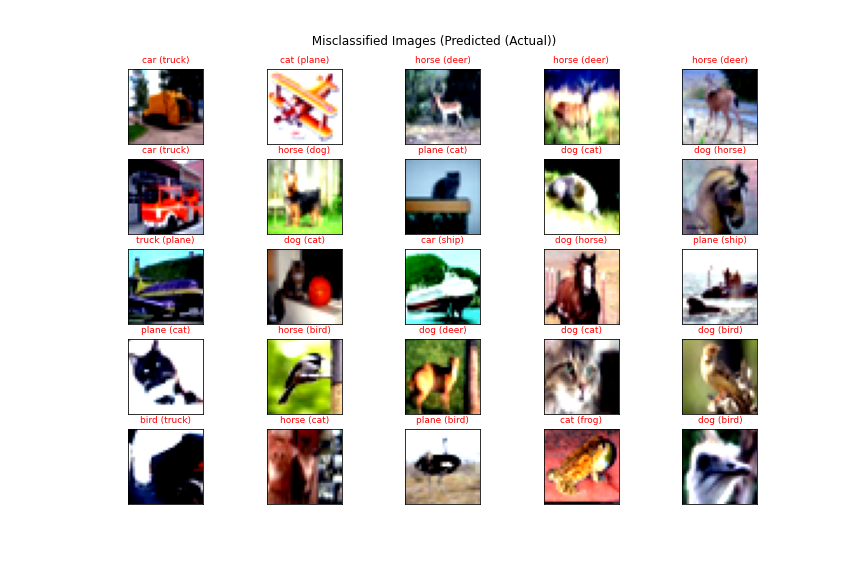 Misclassified Images (Predicted (Actual))
car (truck) cat (plane) horse (deer) horse (deer) horse (deer)
car (truck) horse (dog) plane (cat) dog (cat) dog (horse)
truck (plane) dog (cat) car (ship) dog (horse) plane (ship)
plane (cat) horse (bird) dog (deer) dog (cat) dog (bird)
bird (truck) horse (cat) plane (bird) cat (frog) dog (bird)